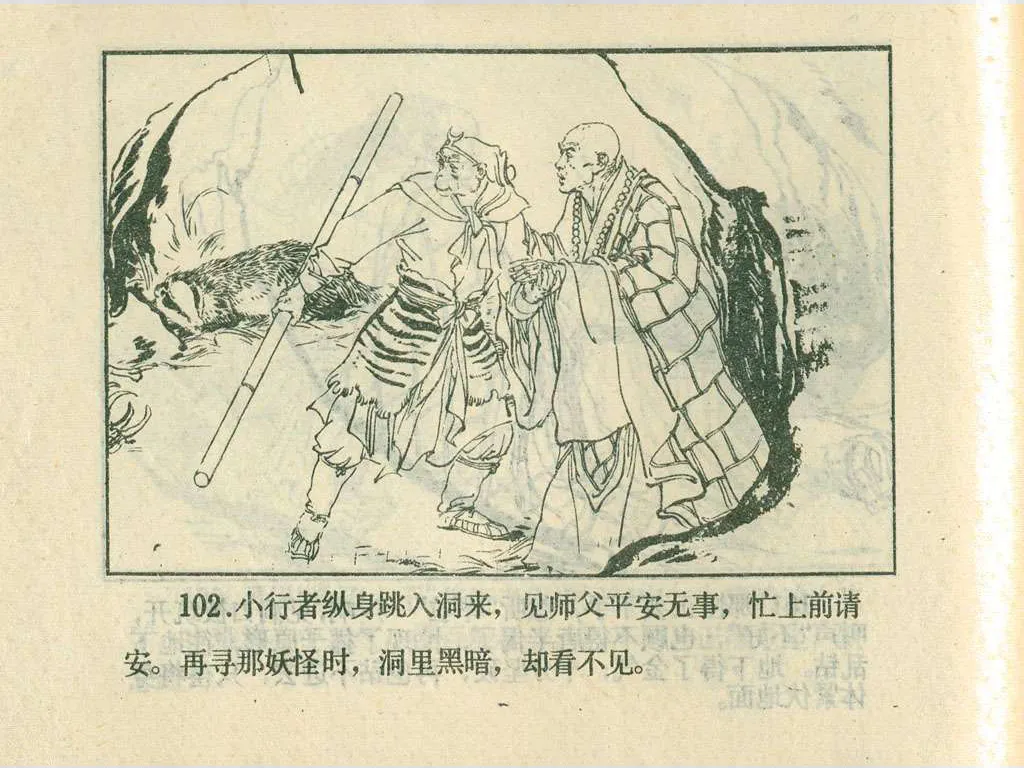 102.小行者纵身跳入洞来，见师父平安无事，忙上前请
安。再寻那妖怪时，洞里黑暗，却看不见。